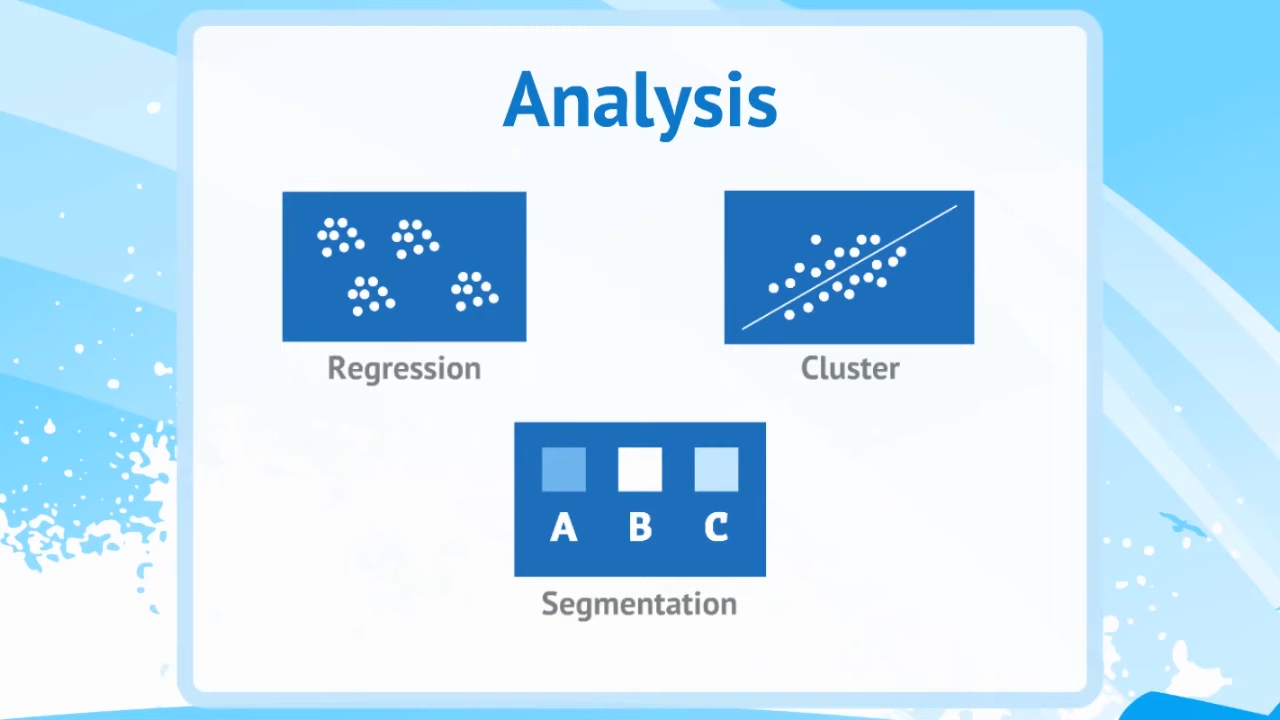 Analysis
Regression
Cluster
A B C
Segmentation